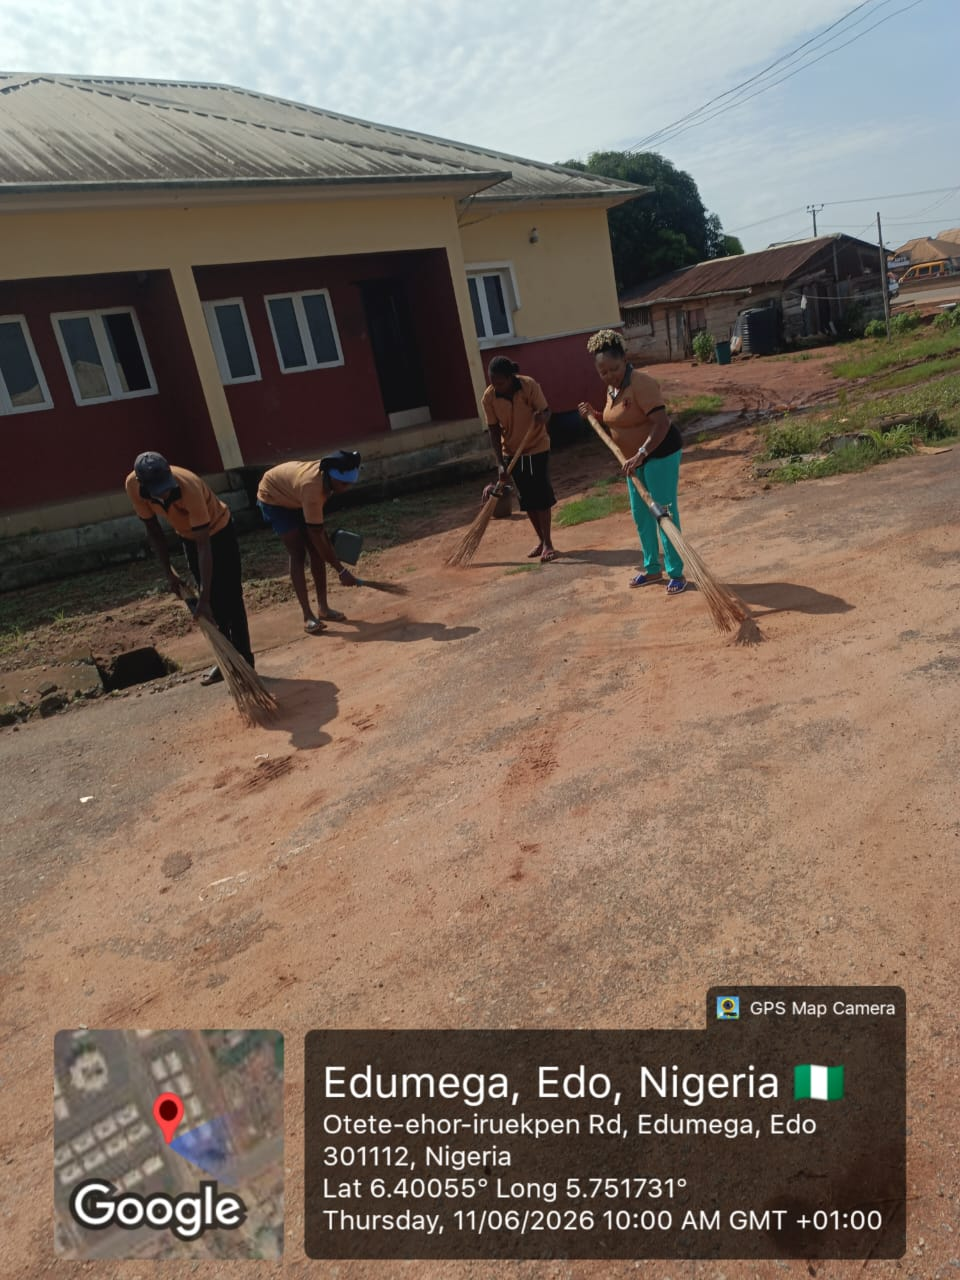 GPS Map Camera
Edumega, Edo, Nigeria
Otete-ehor-iruekpen Rd, Edumega, Edo
301112, Nigeria
Lat 6.40055° Long 5.751731°
Thursday, 11/06/2026 10:00 AM GMT +01:00
Google